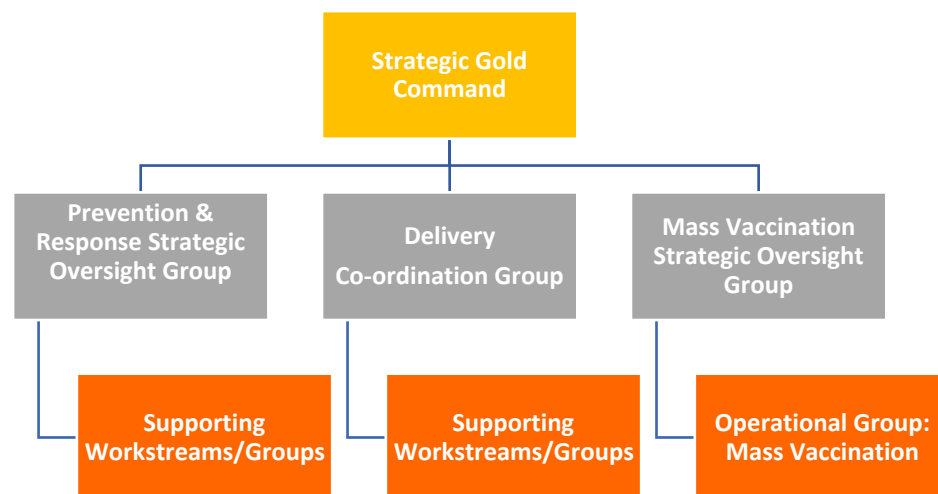 Strategic Gold
Command
Prevention &
Response Strategic
Oversight Group
Delivery
Co-ordination Group
Mass Vaccination
Strategic Oversight
Group
Supporting
Workstreams/Groups
Supporting
Workstreams/Groups
Operational Group:
Mass Vaccination